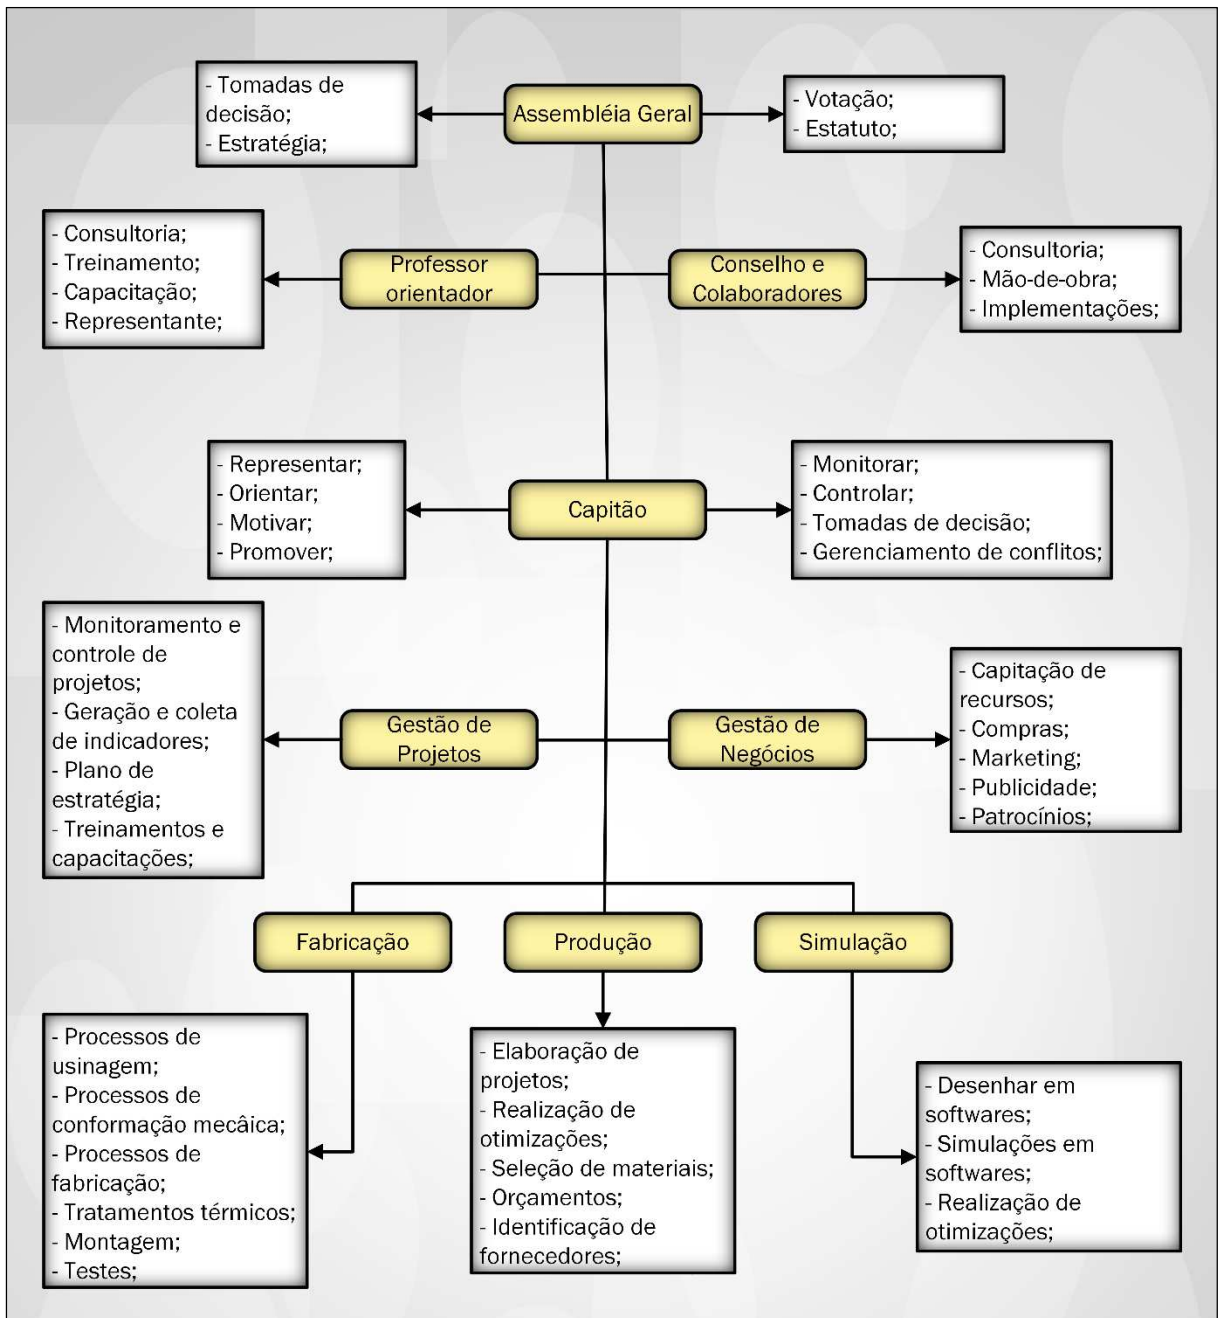 - Tomadas de
decisão;
- Estratégia;
Assembléia Geral
- Votação;
- Estatuto;
- Consultoria;
- Treinamento;
- Capacitação;
- Representante;
Professor
orientador
Conselho e
Colaboradores
- Consultoria;
- Mão-de-obra;
- Implementações;
- Representar;
- Orientar;
- Motivar;
- Promover;
Capitão
- Monitorar;
- Controlar;
- Tomadas de decisão;
- Gerenciamento de conflitos;
- Monitoramento e
controle de
projetos;
- Geração e coleta
de indicadores;
- Plano de
estratégia;
- Treinamentos e
capacitações;
Gestão de
Projetos
Gestão de
Negócios
- Capitação de
recursos;
- Compras;
- Marketing;
- Publicidade;
- Patrocínios;
Fabricação
Produção
Simulação
- Processos de
usinagem;
- Processos de
conformação mecâica;
- Processos de
fabricação;
- Tratamentos térmicos;
- Montagem;
- Testes;
- Elaboração de
projetos;
- Realização de
otimizações;
- Seleção de materiais;
- Orçamentos;
- Identificação de
fornecedores;
- Desenhar em
softwares;
- Simulações em
softwares;
- Realização de
otimizações;